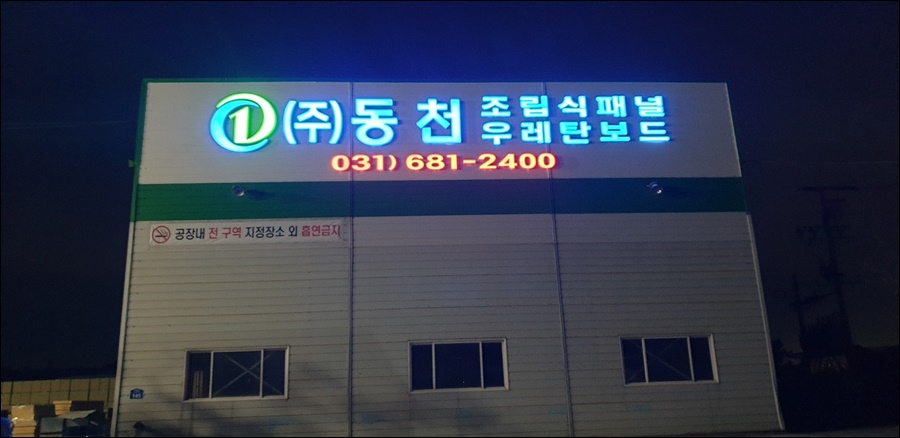 (주)동천
조립식패널
우레탄보드
031) 681-2400
공장내 전 구역 지정장소 외 흡연금지